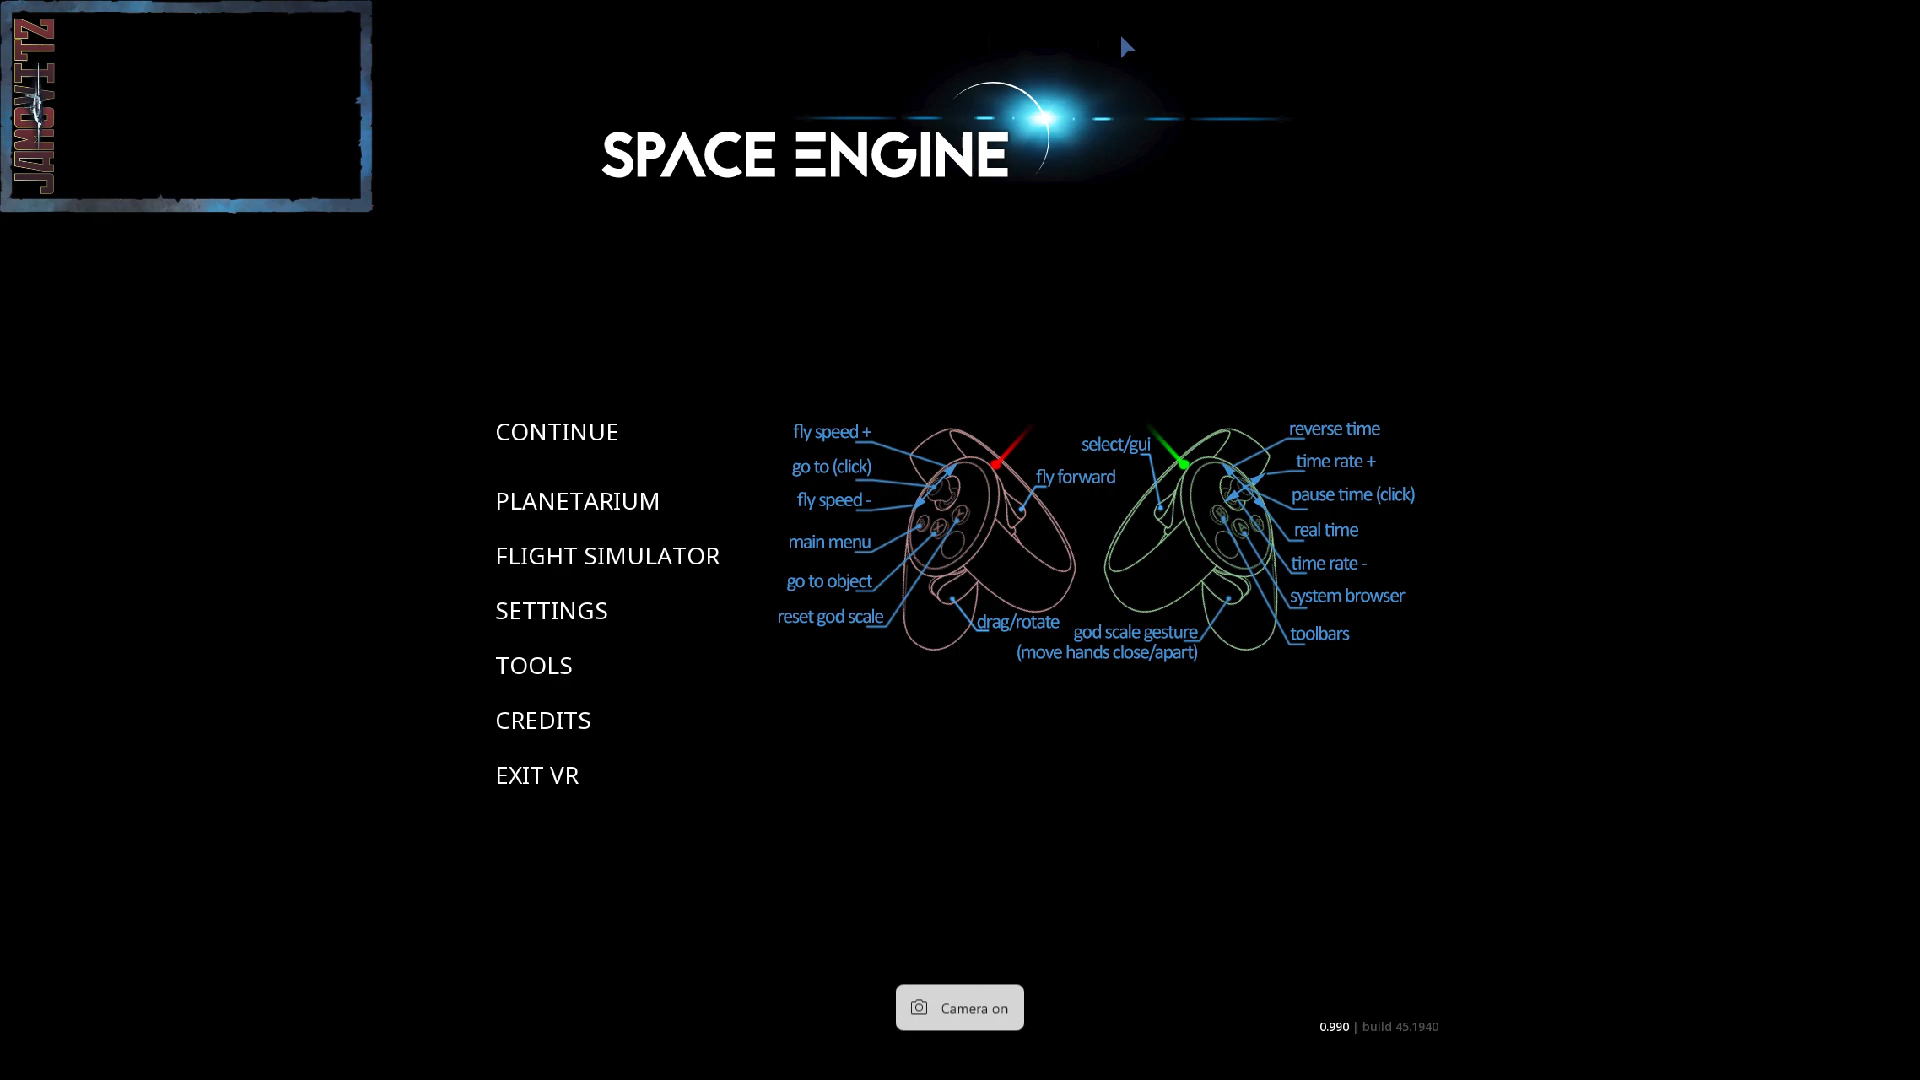 JAMCVITZ
SPACE ENGINE
CONTINUE
PLANETARIUM
FLIGHT SIMULATOR
SETTINGS
TOOLS
CREDITS
EXIT VR
fly speed +
go to (click)
fly speed -
main menu
go to object
reset god scale
fly forward
drag/rotate
select/gui
god scale gesture
(move hands close/apart)
reverse time
time rate +
pause time (click)
real time
time rate -
system browser
toolbars
Camera on
0.990 | build 45.1940